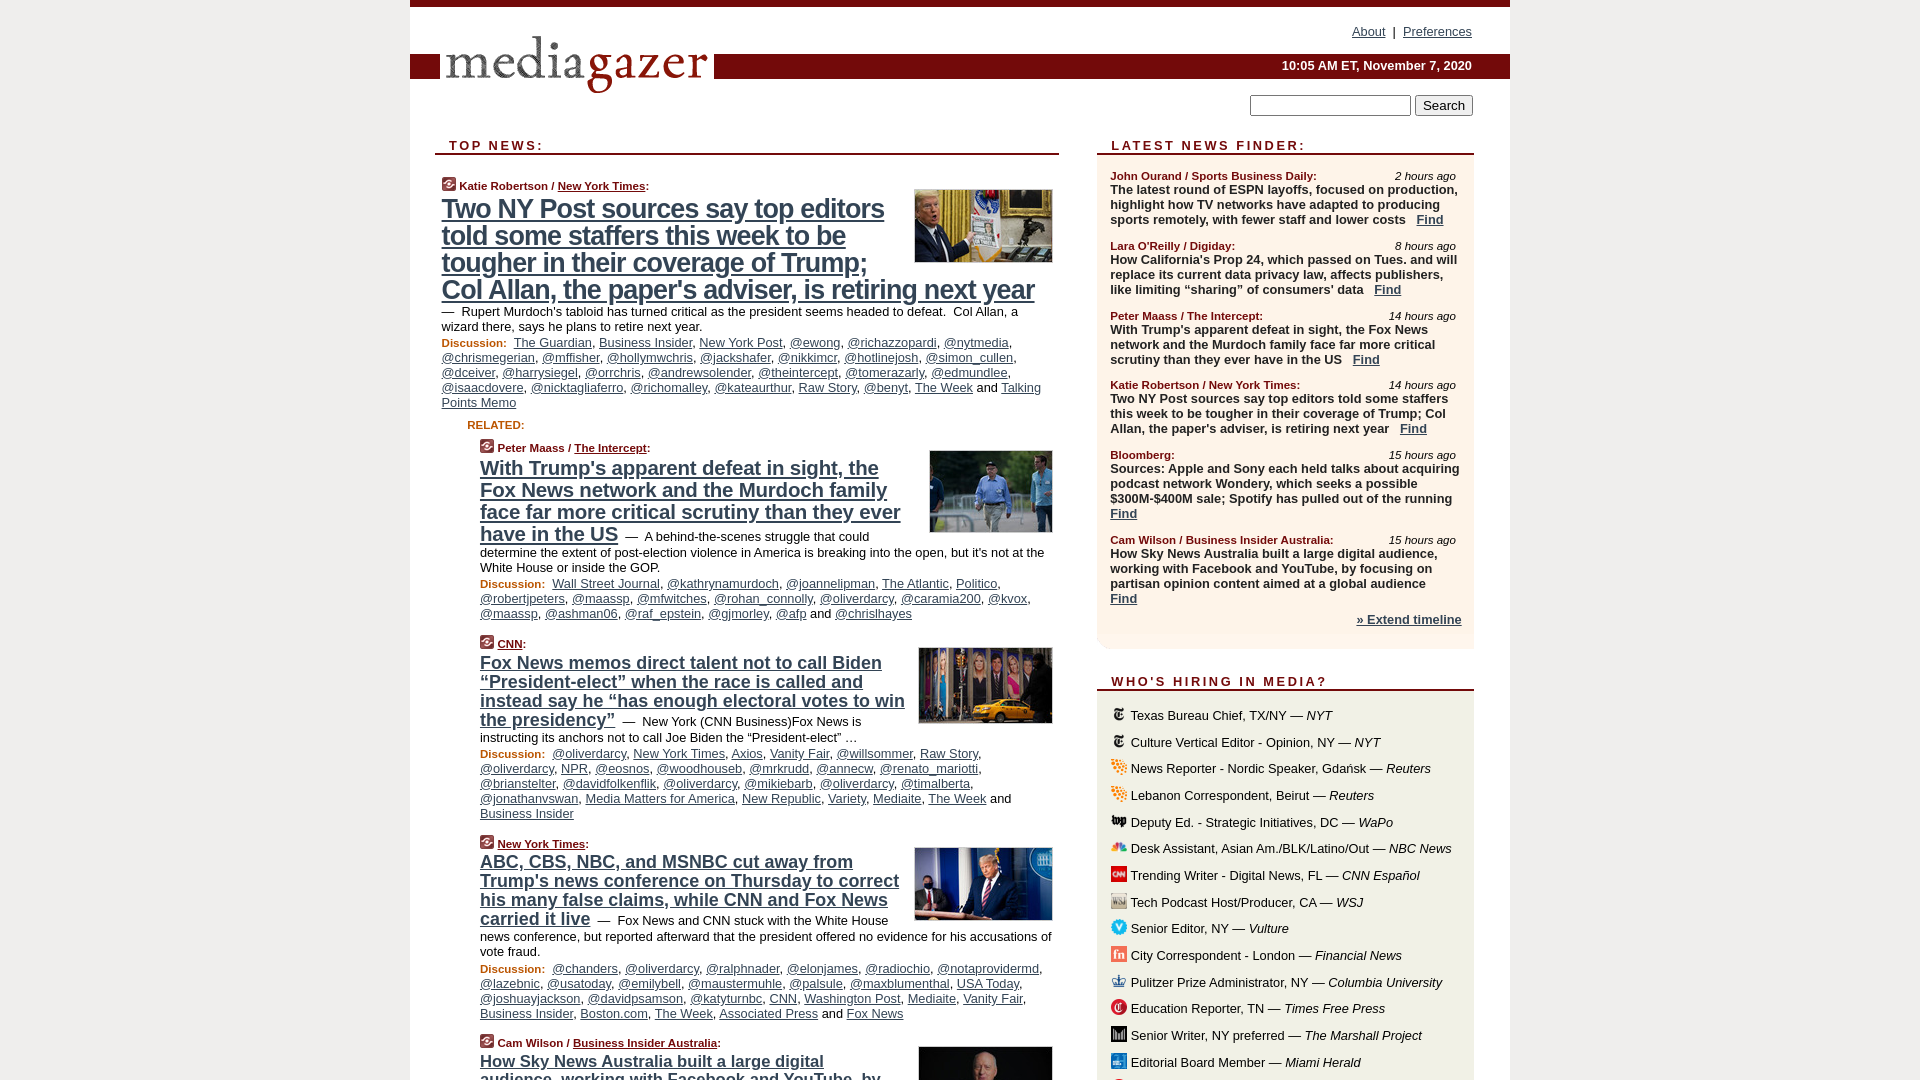 About | Preferences
mediagazer
10:05 AM ET, November 7, 2020
Search
TOP NEWS:
Katie Robertson / New York Times:
Two NY Post sources say top editors
told some staffers this week to be
tougher in their coverage of Trump;
Col Allan, the paper's adviser, is retiring next year
— Rupert Murdoch's tabloid has turned critical as the president seems headed to defeat. Col Allan, a
wizard there, says he plans to retire next year.
Discussion: The Guardian, Business Insider, New York Post, @ewong, @richazzopardi, @nytmedia,
@chrismegerian, @mffisher, @hollymwchris, @jackshafer, @nikkimcr, @hotlinejosh, @simon_cullen,
@dceiver, @harrysiegel, @orrchris, @andrewsolender, @theintercept, @tomerazarly, @edmundlee,
@isaacdovere, @nicktagliaferro, @richomalley, @kateaurthur, Raw Story, @benyt, The Week and Talking
Points Memo
RELATED:
Peter Maass / The Intercept:
With Trump's apparent defeat in sight, the
Fox News network and the Murdoch family
face far more critical scrutiny than they ever
have in the US — A behind-the-scenes struggle that could
determine the extent of post-election violence in America is breaking into the open, but it's not at the
White House or inside the GOP.
Discussion: Wall Street Journal, @kathrynamurdoch, @joannelipman, The Atlantic, Politico,
@robertjpeters, @maassp, @mfwitches, @rohan_connolly, @oliverdarcy, @caramia200, @kvox,
@maassp, @ashman06, @raf_epstein, @gjmorley, @afp and @chrislhayes
CNN:
Fox News memos direct talent not to call Biden
“President-elect” when the race is called and
instead say he “has enough electoral votes to win
the presidency” — New York (CNN Business)Fox News is
instructing its anchors not to call Joe Biden the “President-elect” …
Discussion: @oliverdarcy, New York Times, Axios, Vanity Fair, @willsommer, Raw Story,
@oliverdarcy, NPR, @eosnos, @woodhouseb, @mrkrudd, @annecw, @renato_mariotti,
@brianstelter, @davidfolkenflik, @oliverdarcy, @mikiebarb, @oliverdarcy, @timalberta,
@jonathanvswan, Media Matters for America, New Republic, Variety, Mediaite, The Week and
Business Insider
New York Times:
ABC, CBS, NBC, and MSNBC cut away from
Trump's news conference on Thursday to correct
his many false claims, while CNN and Fox News
carried it live — Fox News and CNN stuck with the White House
news conference, but reported afterward that the president offered no evidence for his accusations of
vote fraud.
Discussion: @chanders, @oliverdarcy, @ralphnader, @elonjames, @radiochio, @notaprovidermd,
@lazebnic, @usatoday, @emilybell, @maustermuhle, @palsule, @maxblumenthal, USA Today,
@joshuayjackson, @davidpsamson, @katyturnbc, CNN, Washington Post, Mediaite, Vanity Fair,
Business Insider, Boston.com, The Week, Associated Press and Fox News
Cam Wilson / Business Insider Australia:
How Sky News Australia built a large digital
audience, working with Facebook and YouTube, by
LATEST NEWS FINDER:
John Ourand / Sports Business Daily: 2 hours ago
The latest round of ESPN layoffs, focused on production,
highlight how TV networks have adapted to producing
sports remotely, with fewer staff and lower costs Find
Lara O'Reilly / Digiday: 8 hours ago
How California's Prop 24, which passed on Tues. and will
replace its current data privacy law, affects publishers,
like limiting “sharing” of consumers' data Find
Peter Maass / The Intercept: 14 hours ago
With Trump's apparent defeat in sight, the Fox News
network and the Murdoch family face far more critical
scrutiny than they ever have in the US Find
Katie Robertson / New York Times: 14 hours ago
Two NY Post sources say top editors told some staffers
this week to be tougher in their coverage of Trump; Col
Allan, the paper's adviser, is retiring next year Find
Bloomberg: 15 hours ago
Sources: Apple and Sony each held talks about acquiring
podcast network Wondery, which seeks a possible
$300M-$400M sale; Spotify has pulled out of the running
Find
Cam Wilson / Business Insider Australia: 15 hours ago
How Sky News Australia built a large digital audience,
working with Facebook and YouTube, by focusing on
partisan opinion content aimed at a global audience
Find
» Extend timeline
WHO'S HIRING IN MEDIA?
Texas Bureau Chief, TX/NY — NYT
Culture Vertical Editor - Opinion, NY — NYT
News Reporter - Nordic Speaker, Gdańsk — Reuters
Lebanon Correspondent, Beirut — Reuters
Deputy Ed. - Strategic Initiatives, DC — WaPo
Desk Assistant, Asian Am./BLK/Latino/Out — NBC News
Trending Writer - Digital News, FL — CNN Español
Tech Podcast Host/Producer, CA — WSJ
Senior Editor, NY — Vulture
City Correspondent - London — Financial News
Pulitzer Prize Administrator, NY — Columbia University
Education Reporter, TN — Times Free Press
Senior Writer, NY preferred — The Marshall Project
Editorial Board Member — Miami Herald